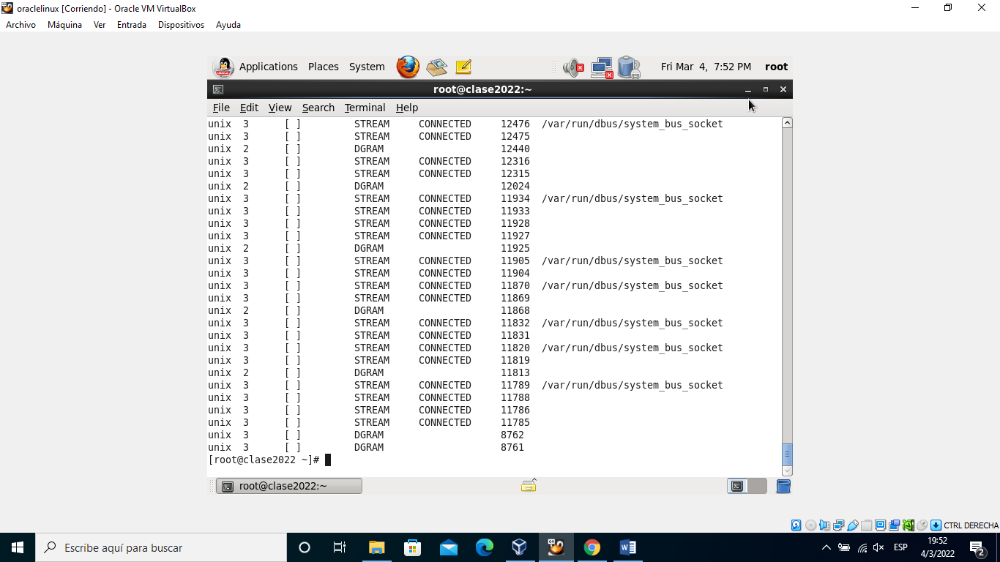 oraclelinux [Corriendo] - Oracle VM VirtualBox
Archivo Máquina Ver Entrada Dispositivos Ayuda
Applications Places System Fri Mar 4, 7:52 PM root
root@clase2022:~
File Edit View Search Terminal Help
unix 3 [ ] STREAM CONNECTED 12476 /var/run/dbus/system_bus_socket
unix 3 [ ] STREAM CONNECTED 12475
unix 2 [ ] DGRAM 12440
unix 3 [ ] STREAM CONNECTED 12316
unix 3 [ ] STREAM CONNECTED 12315
unix 2 [ ] DGRAM 12024
unix 3 [ ] STREAM CONNECTED 11934 /var/run/dbus/system_bus_socket
unix 3 [ ] STREAM CONNECTED 11933
unix 3 [ ] STREAM CONNECTED 11928
unix 3 [ ] STREAM CONNECTED 11927
unix 2 [ ] DGRAM 11925
unix 3 [ ] STREAM CONNECTED 11905 /var/run/dbus/system_bus_socket
unix 3 [ ] STREAM CONNECTED 11904
unix 3 [ ] STREAM CONNECTED 11870 /var/run/dbus/system_bus_socket
unix 3 [ ] STREAM CONNECTED 11869
unix 2 [ ] DGRAM 11868
unix 3 [ ] STREAM CONNECTED 11832 /var/run/dbus/system_bus_socket
unix 3 [ ] STREAM CONNECTED 11831
unix 3 [ ] STREAM CONNECTED 11820 /var/run/dbus/system_bus_socket
unix 3 [ ] STREAM CONNECTED 11819
unix 2 [ ] DGRAM 11813
unix 3 [ ] STREAM CONNECTED 11789 /var/run/dbus/system_bus_socket
unix 3 [ ] STREAM CONNECTED 11788
unix 3 [ ] STREAM CONNECTED 11786
unix 3 [ ] STREAM CONNECTED 11785
unix 3 [ ] DGRAM 8762
unix 3 [ ] DGRAM 8761
[root@clase2022 ~]#
root@clase2022:~
CTRL DERECHA
Escribe aquí para buscar
ESP
19:52
4/3/2022
2